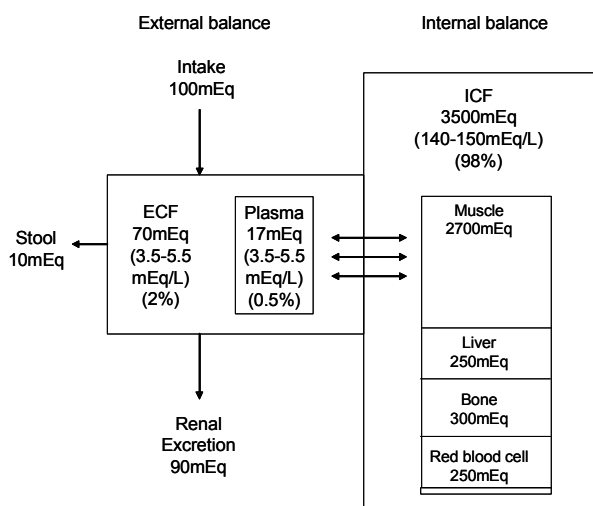 External balance
Internal balance
Intake
100mEq
ICF
3500mEq
(140-150mEq/L)
(98%)
ECF
70mEq
(3.5-5.5
mEq/L)
(2%)
Plasma
17mEq
(3.5-5.5
mEq/L)
(0.5%)
Muscle
2700mEq
Stool
10mEq
Liver
250mEq
Bone
300mEq
Renal
Excretion
90mEq
Red blood cell
250mEq